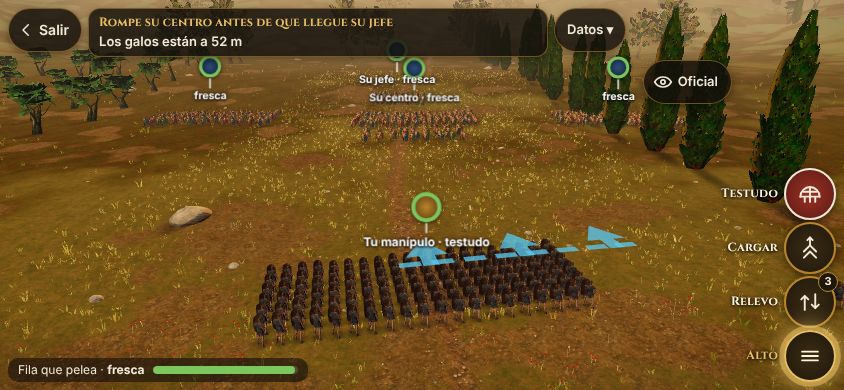 Salir
Rompe su centro antes de que llegue su jefe
Los galos están a 52 m
Datos ▾
Oficial
Su jefe · fresca
Su centro · fresca
fresca
fresca
Tu manípulo · testudo
Testudo
Cargar
Relevo
3
Alto
Fila que pelea · fresca